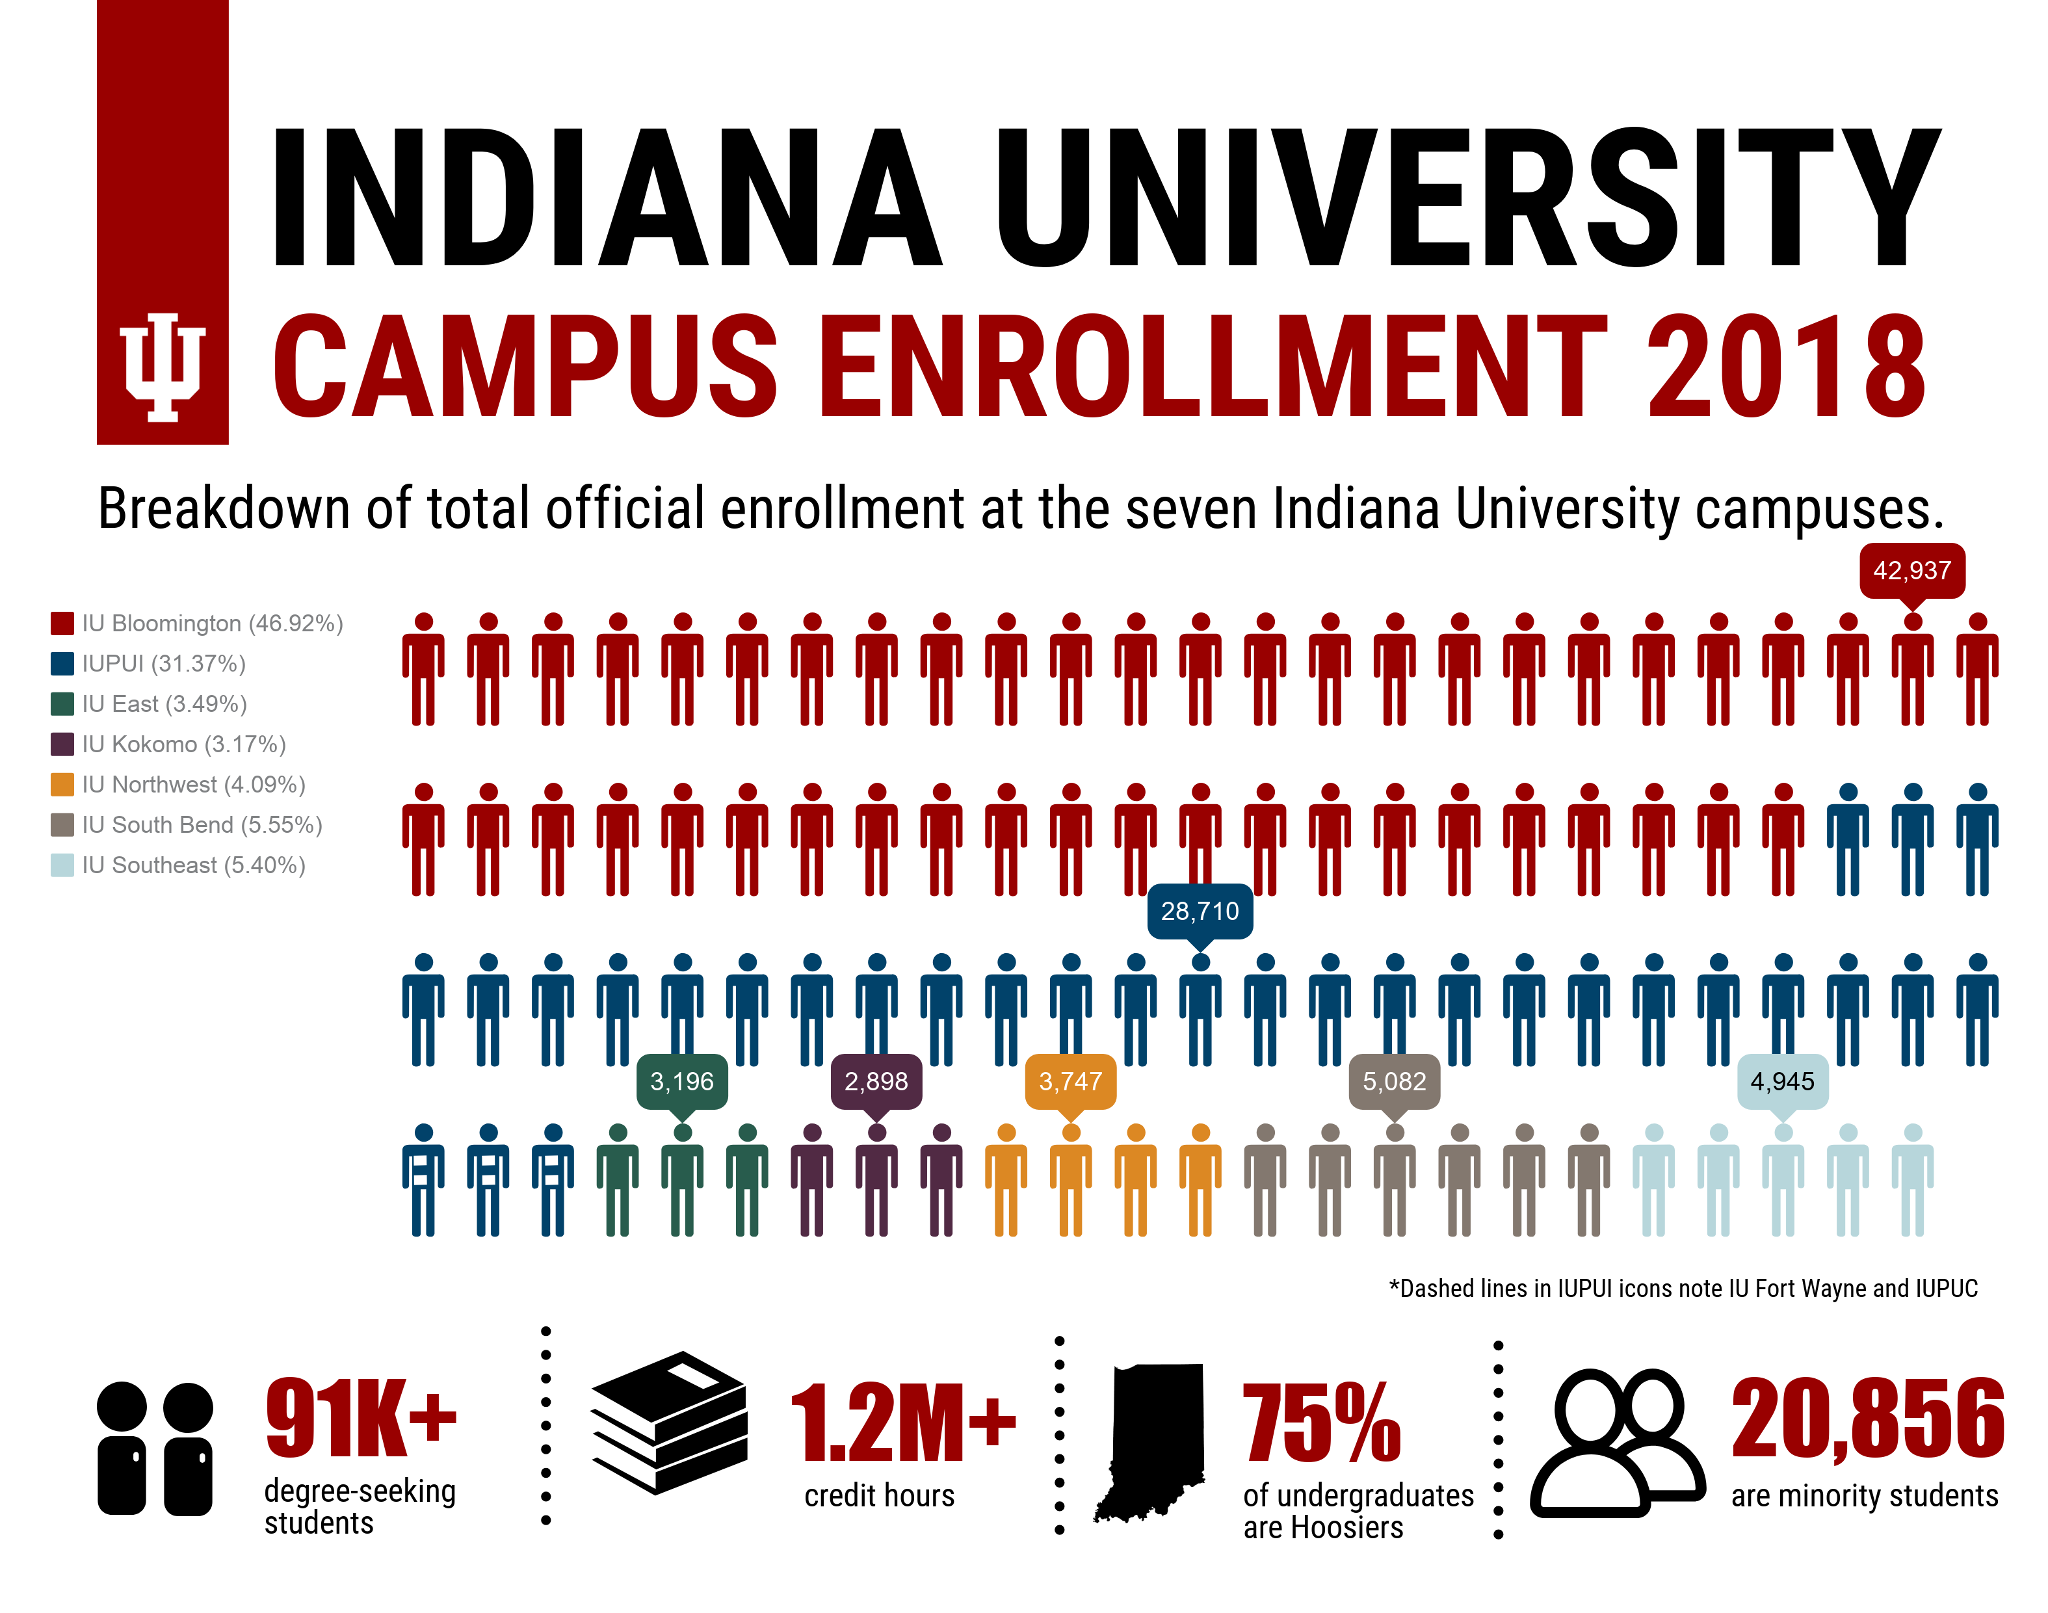 INDIANA UNIVERSITY
CAMPUS ENROLLMENT 2018
Breakdown of total official enrollment at the seven Indiana University campuses.
42,937
IU Bloomington (46.92%)
IUPUI (31.37%)
IU East (3.49%)
IU Kokomo (3.17%)
IU Northwest (4.09%)
IU South Bend (5.55%)
IU Southeast (5.40%)
28,710
3,196
2,898
3,747
5,082
4,945
*Dashed lines in IUPUI icons note IU Fort Wayne and IUPUC
91K+
degree-seeking
students
1.2M+
credit hours
75%
of undergraduates
are Hoosiers
20,856
are minority students